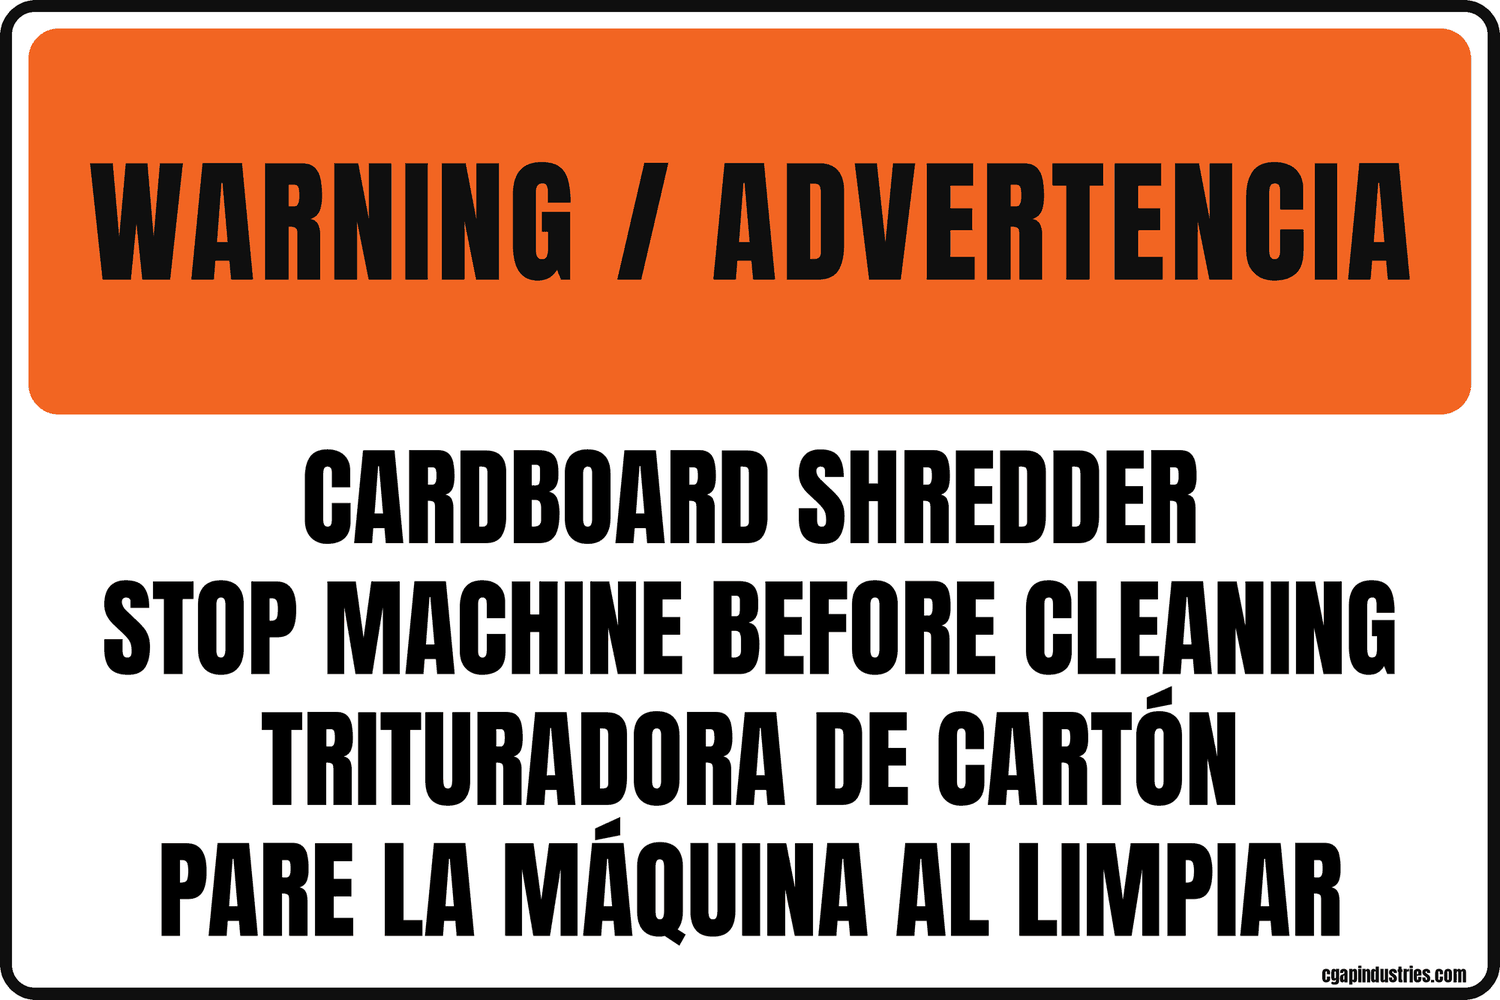 WARNING / ADVERTENCIA
CARDBOARD SHREDDER
STOP MACHINE BEFORE CLEANING
TRITURADORA DE CARTÓN
PARE LA MÁQUINA AL LIMPIAR
cgapindustries.com